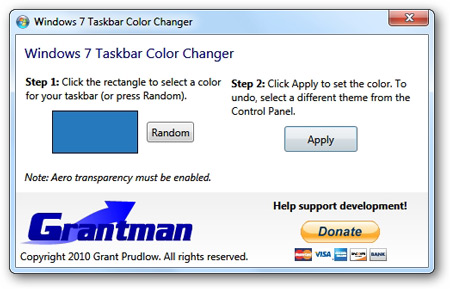 Windows 7 Taskbar Color Changer
Windows 7 Taskbar Color Changer
Step 1: Click the rectangle to select a color
for your taskbar (or press Random).
Step 2: Click Apply to set the color. To
undo, select a different theme from the
Control Panel.
Random
Apply
Note: Aero transparency must be enabled.
Grantman
Copyright 2010 Grant Prudlow. All rights reserved.
Help support development!
Donate
VISA
BANK